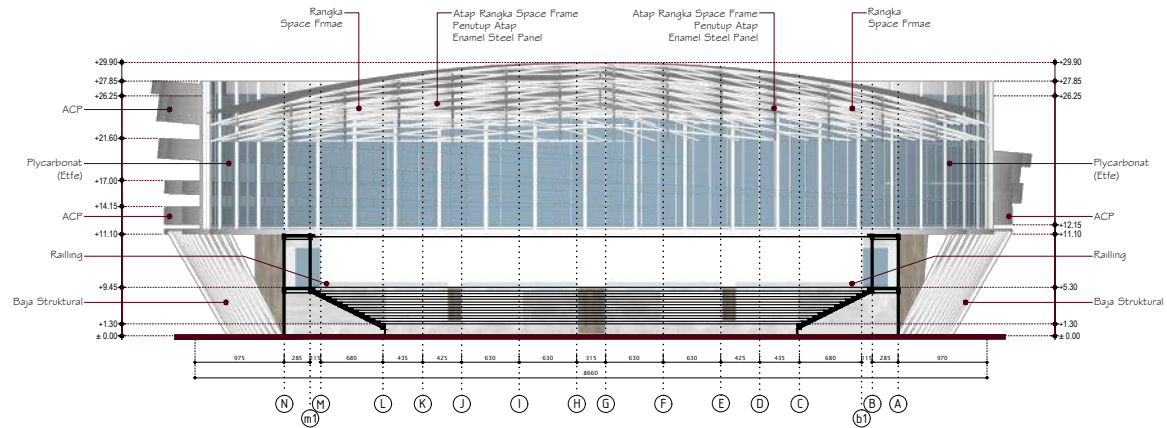 Rangka
Space Frmae
Atap Rangka Space Frame
Penutup Atap
Enamel Steel Panel
Atap Rangka Space Frame
Penutup Atap
Enamel Steel Panel
Rangka
Space Frmae
+29.90
+27.85
+26.25
+21.60
+17.00
+14.15
+11.10
+9.45
+1.30
± 0.00
ACP
Plycarbonat
(Etfe)
ACP
Railling
Baja Struktural
+29.90
+27.85
+26.25
+12.15
+11.10
+5.30
+1.30
± 0.00
Plycarbonat
(Etfe)
ACP
Railling
Baja Struktural
975 285 115 680 435 425 630 630 315 630 630 425 435 680 115 285 970
8660
N M L K J I H G F E D C B A
m1 b1